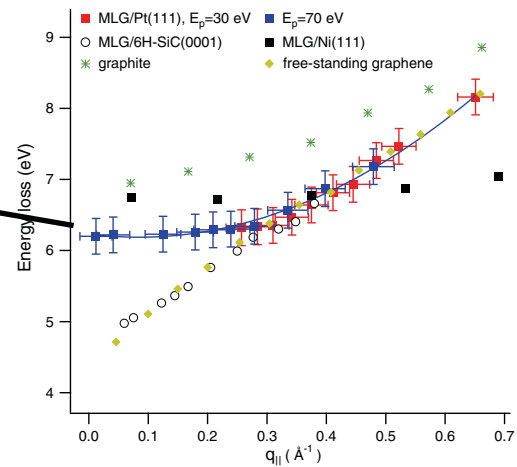 MLG/Pt(111), Ep=30 eV
Ep=70 eV
MLG/6H-SiC(0001)
MLG/Ni(111)
graphite
free-standing graphene
9
8
7
6
5
4
Energy loss (eV)
0.0 0.1 0.2 0.3 0.4 0.5 0.6 0.7
q|| ( Å⁻¹)